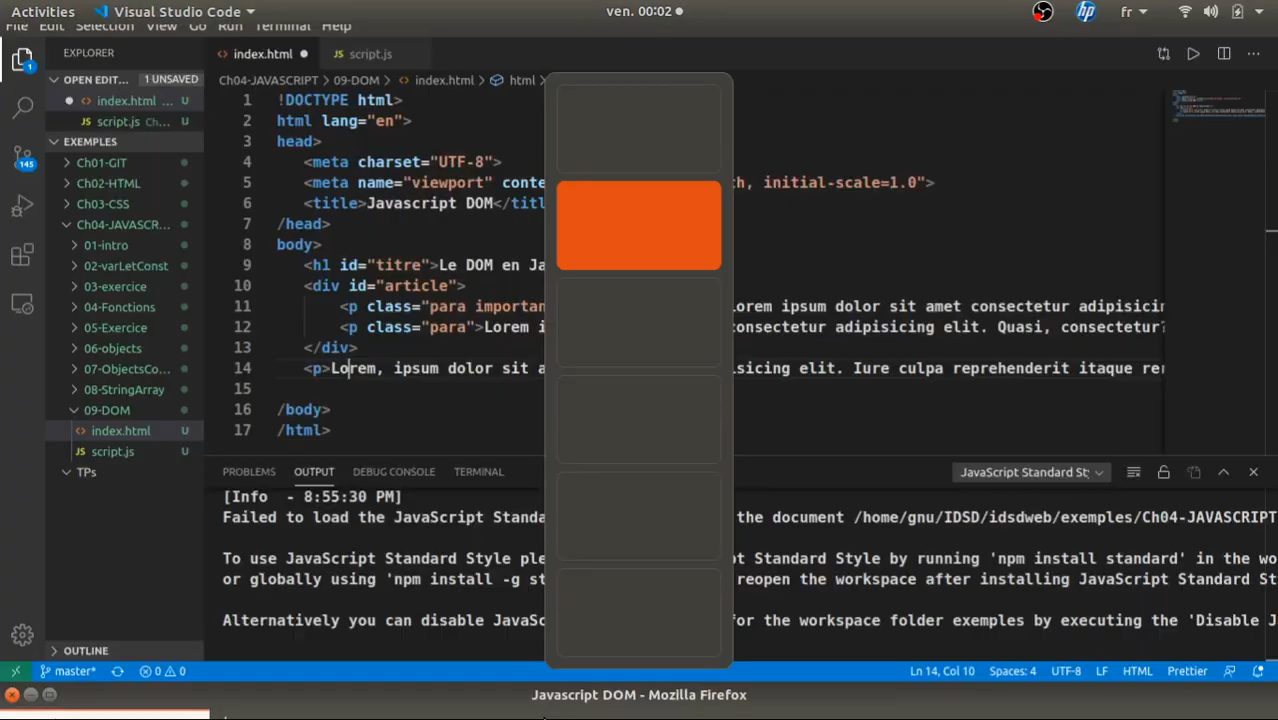 Activities Visual Studio Code ven. 00:02 fr
File Edit Selection View Go Run Terminal Help
EXPLORER index.html script.js
OPEN EDIT... 1 UNSAVED
index.html ... U
script.js Ch... U
EXEMPLES
Ch01-GIT
Ch02-HTML
Ch03-CSS
Ch04-JAVASCR...
01-intro
02-varLetConst
03-exercice
04-Fonctions
05-Exercice
06-objects
07-ObjectsCo...
08-StringArray
09-DOM
index.html U
script.js U
TPs
OUTLINE
1
145
Ch04-JAVASCRIPT > 09-DOM > index.html > html >
1 !DOCTYPE html>
2 html lang="en">
3 head>
4 <meta charset="UTF-8">
5 <meta name="viewport" conte th, initial-scale=1.0">
6 <title>Javascript DOM</titl
7 /head>
8 body>
9 <h1 id="titre">Le DOM en Ja
10 <div id="article">
11 <p class="para importan orem ipsum dolor sit amet consectetur adipisicin
12 <p class="para">Lorem i consectetur adipisicing elit. Quasi, consectetur?
13 </div>
14 <p>Lorem, ipsum dolor sit a isicing elit. Iure culpa reprehenderit itaque rer
15
16 /body>
17 /html>
PROBLEMS OUTPUT DEBUG CONSOLE TERMINAL JavaScript Standard St
[Info - 8:55:30 PM]
Failed to load the JavaScript Standa the document /home/gnu/IDSD/idsdweb/exemples/Ch04-JAVASCRIPT
To use JavaScript Standard Style ple ript Standard Style by running 'npm install standard' in the wo
or globally using 'npm install -g st reopen the workspace after installing JavaScript Standard S
Alternatively you can disable JavaSc for the workspace folder exemples by executing the 'Disable J
master* 0 0 Ln 14, Col 10 Spaces: 4 UTF-8 LF HTML Prettier
Javascript DOM - Mozilla Firefox